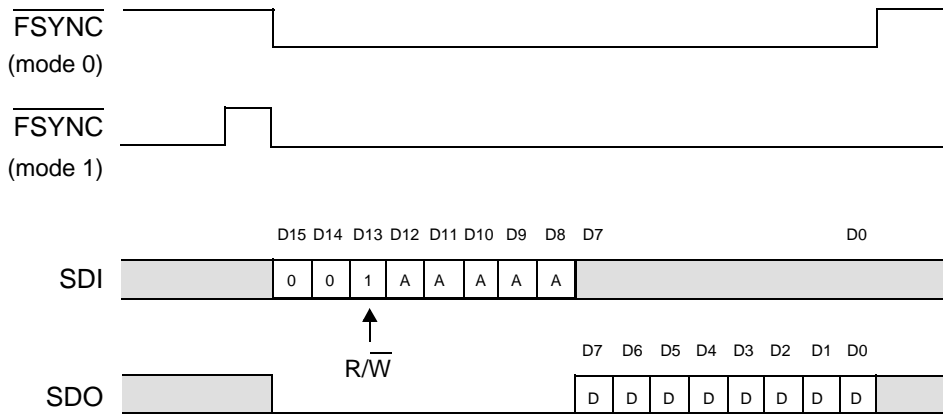 FSYNC
(mode 0)
FSYNC
(mode 1)
D15 D14 D13 D12 D11 D10 D9 D8 D7 D0
SDI 0 0 1 A A A A A
R/W
D7 D6 D5 D4 D3 D2 D1 D0
SDO D D D D D D D D